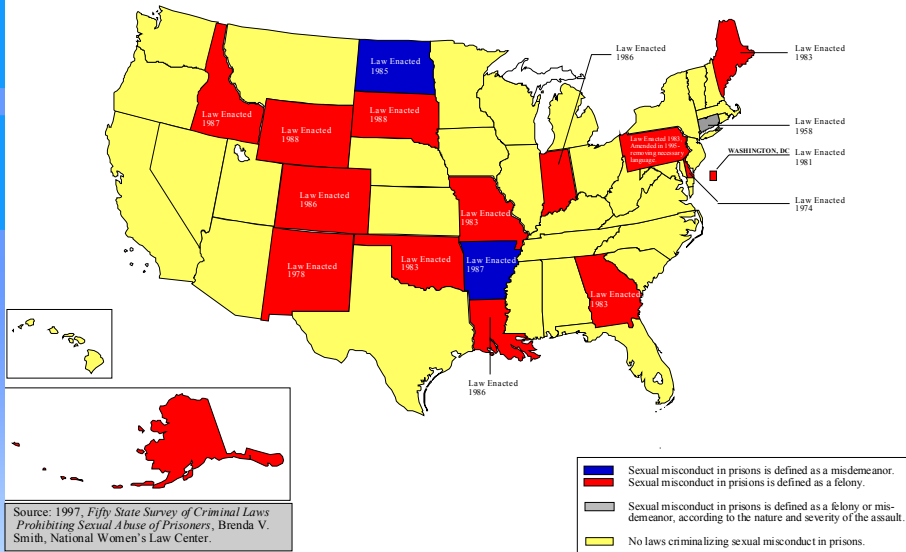 Law Enacted
1985
Law Enacted
1986
Law Enacted
1983
Law Enacted
1987
Law Enacted
1988
Law Enacted
1988
Law Enacted
1958
Law Enacted 1983.
Amended in 1995 -
removing necessary
language.
WASHINGTON, DC
Law Enacted
1981
Law Enacted
1974
Law Enacted
1986
Law Enacted
1983
Law Enacted
1978
Law Enacted
1983
Law Enacted
1987
Law Enacted
1983
Law Enacted
1986
Sexual misconduct in prisons is defined as a misdemeanor.
Sexual misconduct in prisions is defined as a felony.
Sexual misconduct in prisons is defined as a felony or mis-
demeanor, according to the nature and severity of the assault.
No laws criminalizing sexual misconduct in prisons.
Source: 1997, Fifty State Survey of Criminal Laws
Prohibiting Sexual Abuse of Prisoners, Brenda V.
Smith, National Women's Law Center.